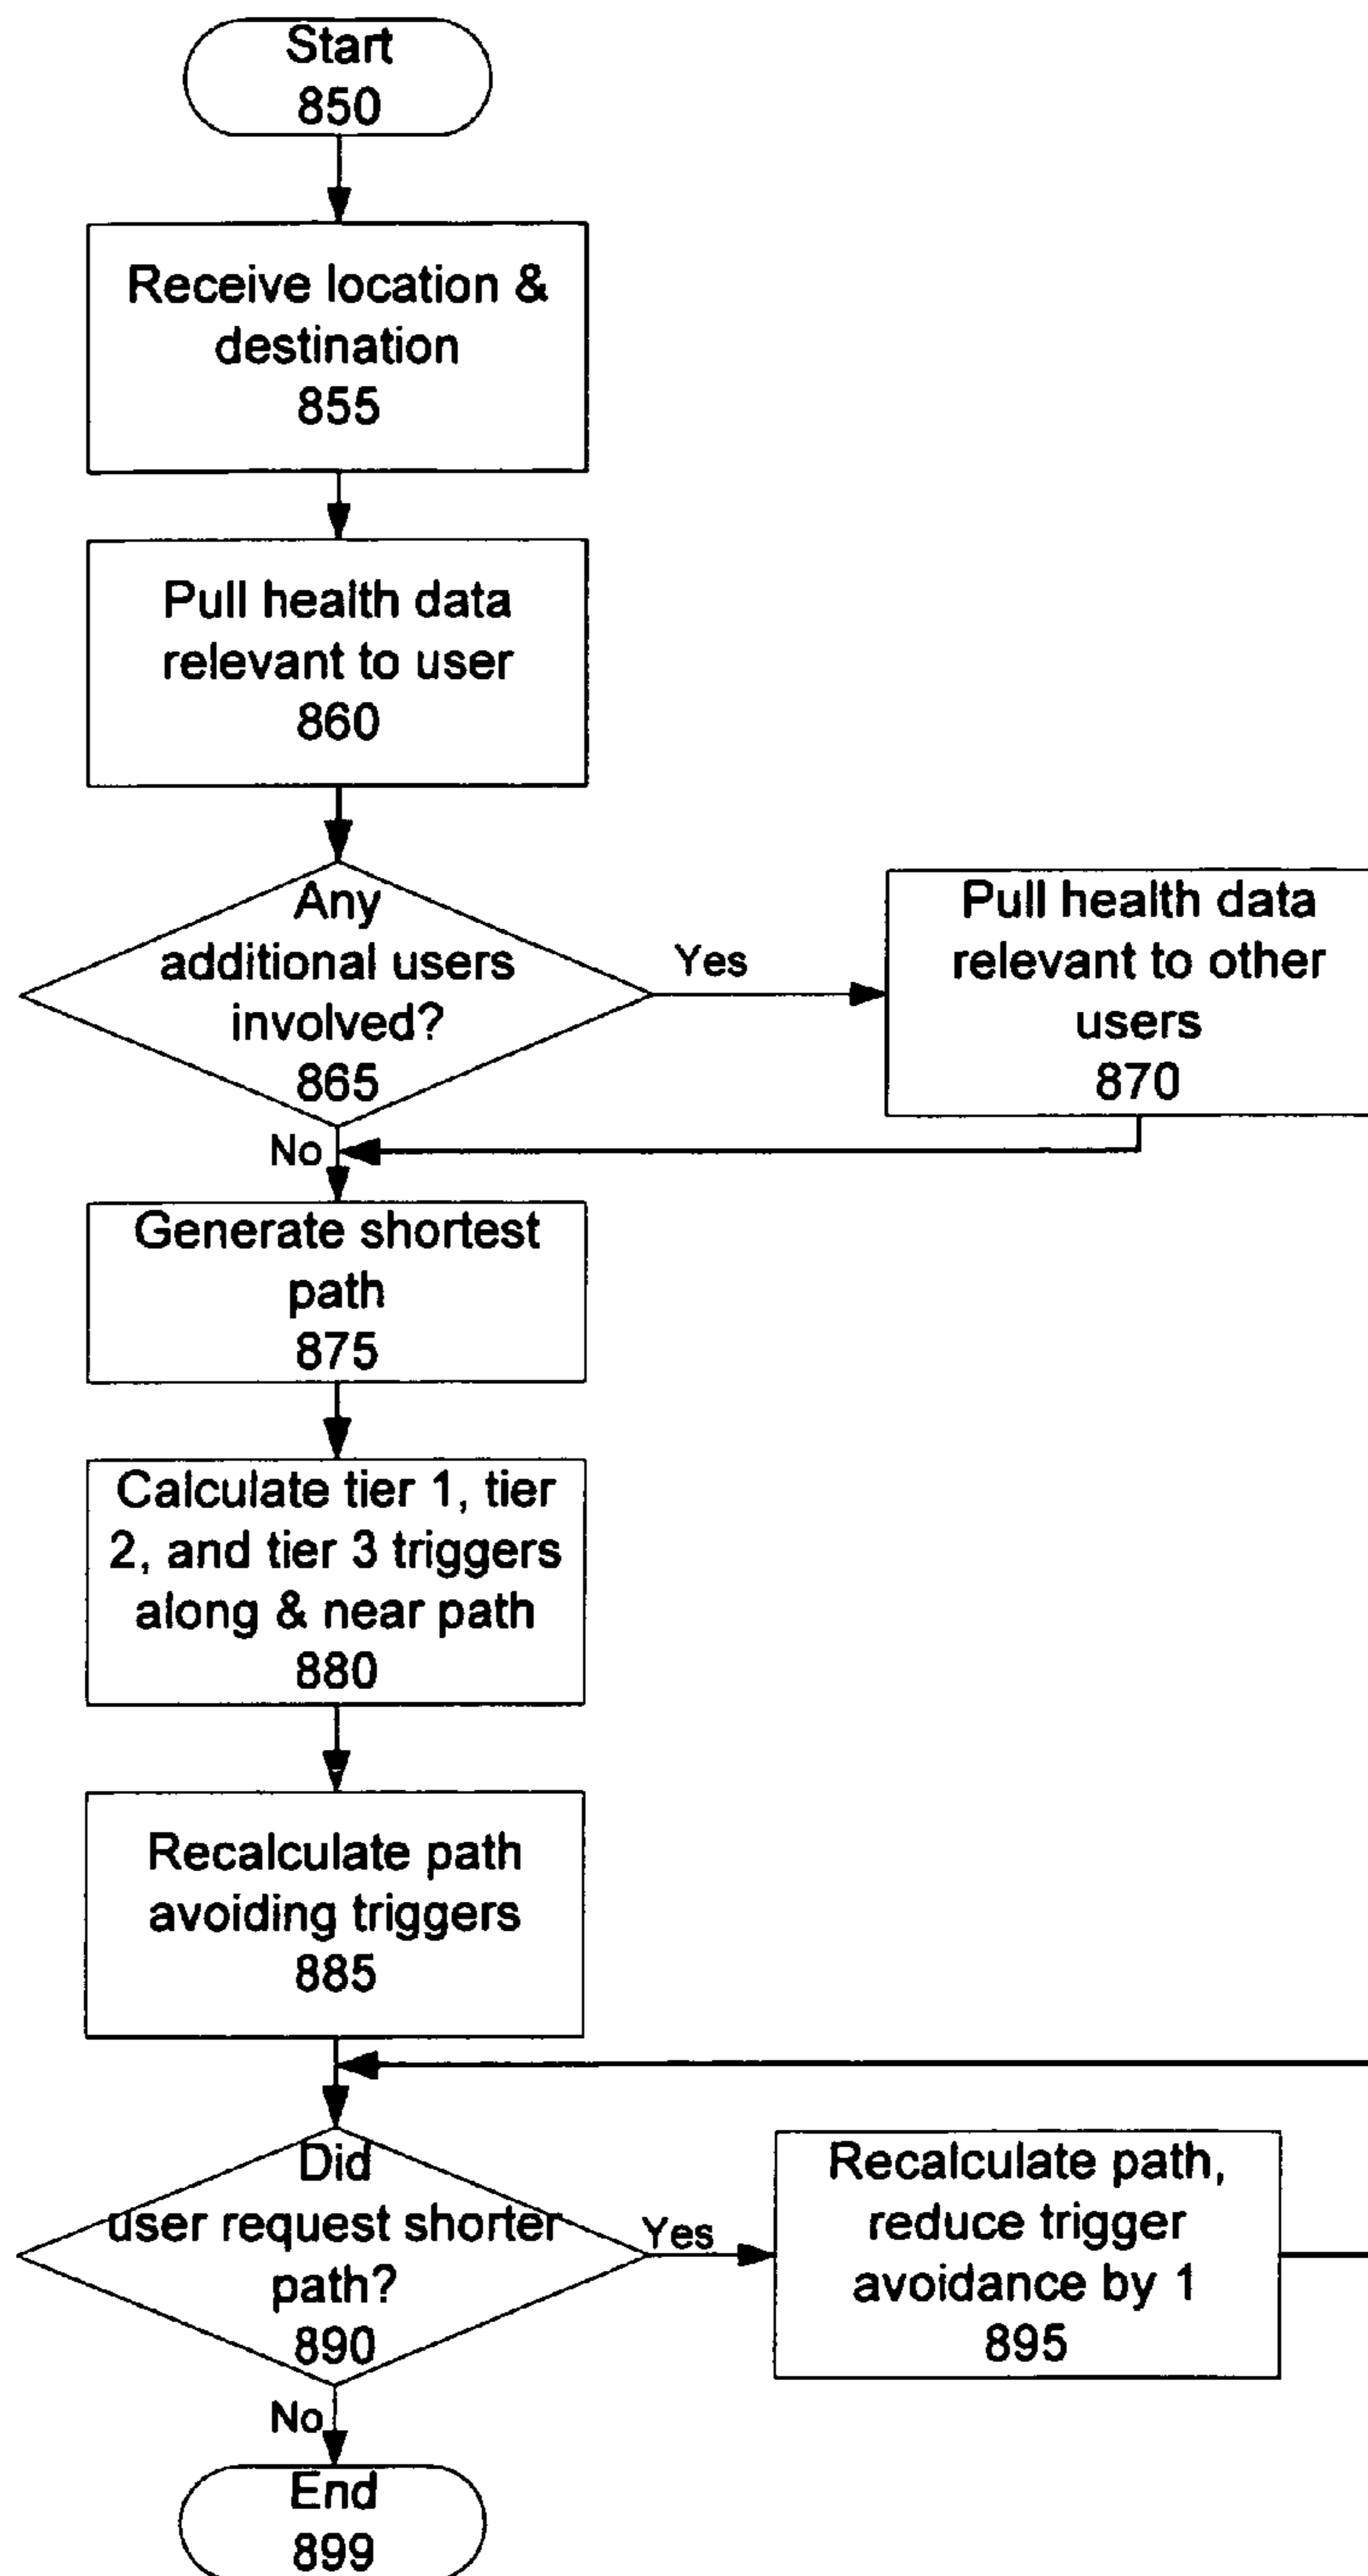 Start
850
Receive location &
destination
855
Pull health data
relevant to user
860
Any
additional users
involved?
865
Yes
Pull health data
relevant to other
users
870
No
Generate shortest
path
875
Calculate tier 1, tier
2, and tier 3 triggers
along & near path
880
Recalculate path
avoiding triggers
885
Did
user request shorter
path?
890
Yes
Recalculate path,
reduce trigger
avoidance by 1
895
No
End
899